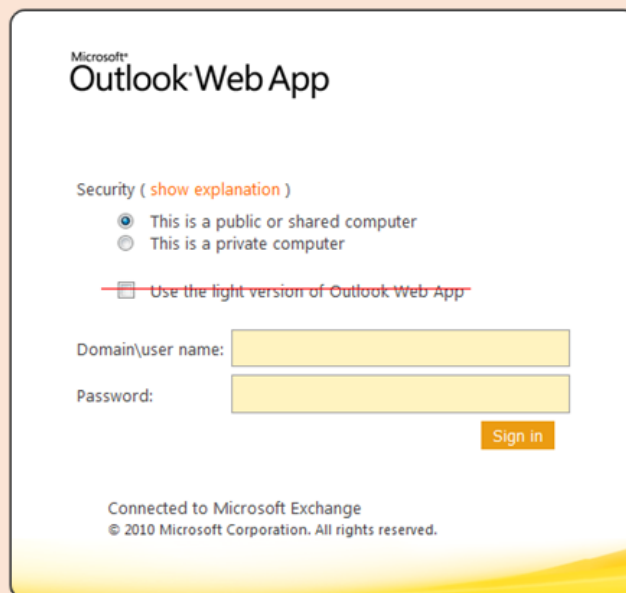 Microsoft®
Outlook® Web App
Security ( show explanation )
This is a public or shared computer
This is a private computer
Use the light version of Outlook Web App
Domain\user name:
Password:
Sign in
Connected to Microsoft Exchange
© 2010 Microsoft Corporation. All rights reserved.